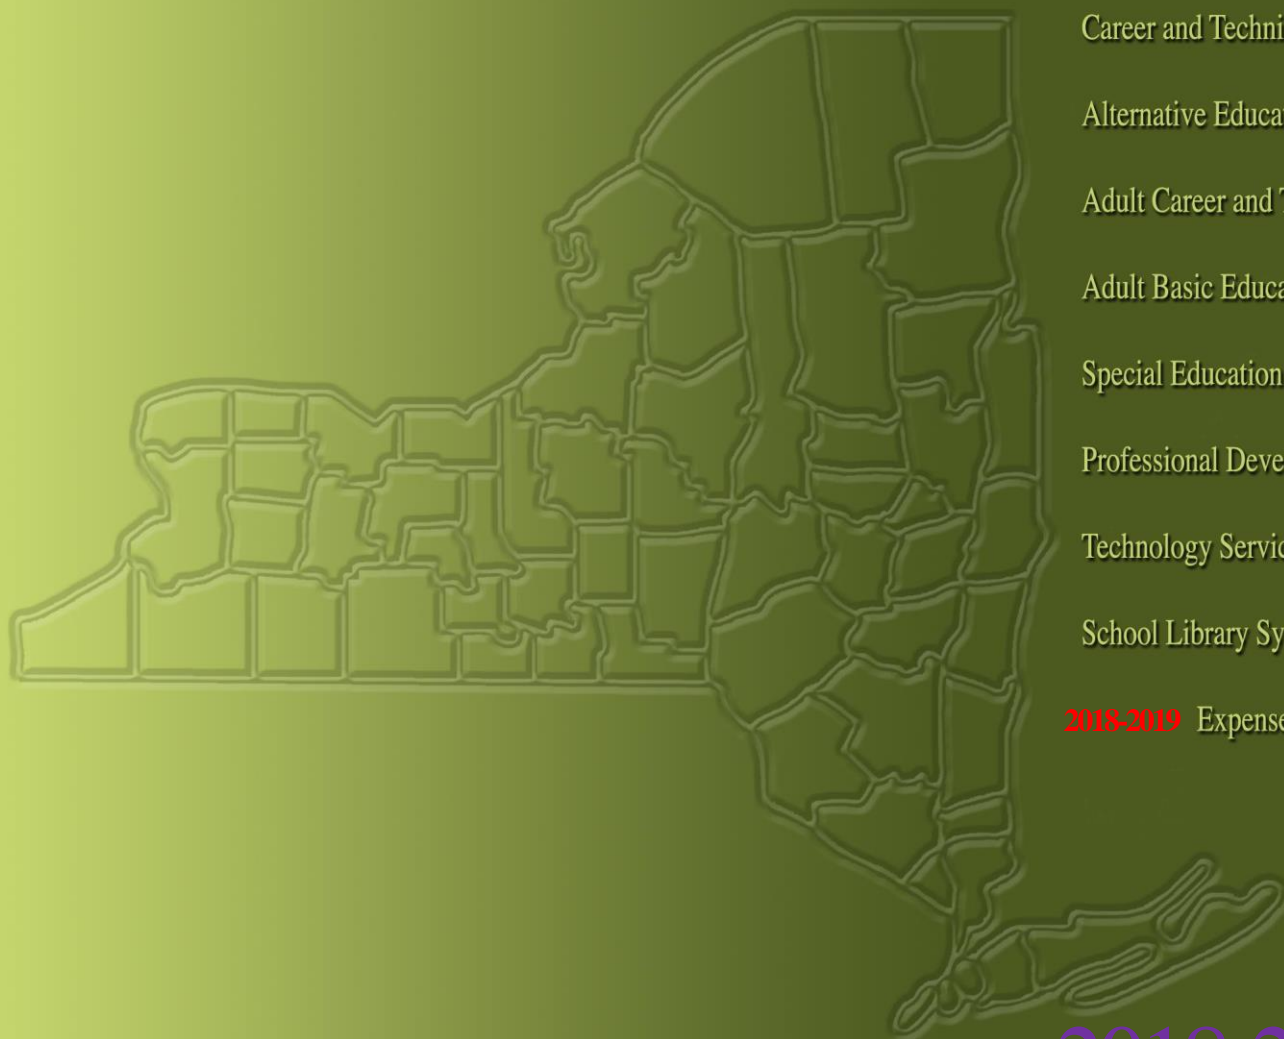 Career and Techni
Alternative Educa
Adult Career and
Adult Basic Educa
Special Education
Professional Deve
Technology Servic
School Library Sy
2018-2019 Expense